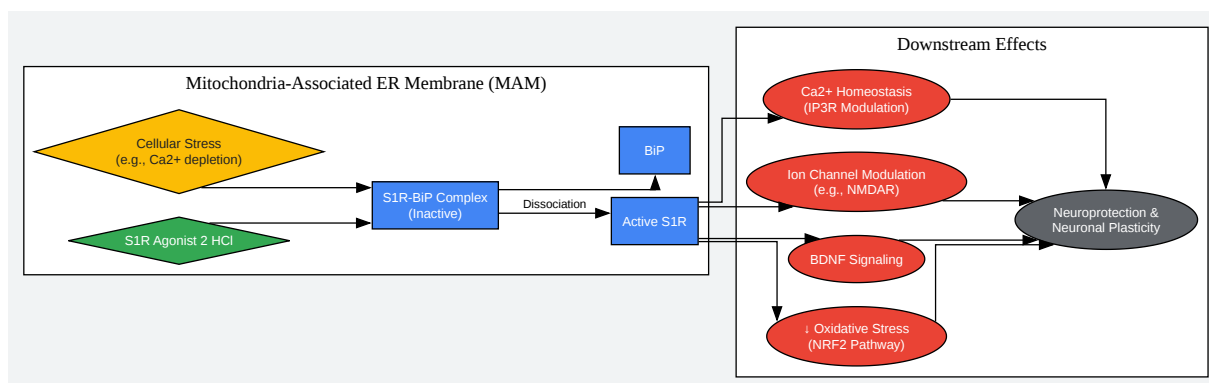 Mitochondria-Associated ER Membrane (MAM)
Cellular Stress
(e.g., Ca2+ depletion)
S1R Agonist 2 HCl
S1R-BiP Complex
(Inactive)
Dissociation
BiP
Active S1R
Downstream Effects
Ca2+ Homeostasis
(IP3R Modulation)
Ion Channel Modulation
(e.g., NMDAR)
BDNF Signaling
↓ Oxidative Stress
(NRF2 Pathway)
Neuroprotection &
Neuronal Plasticity